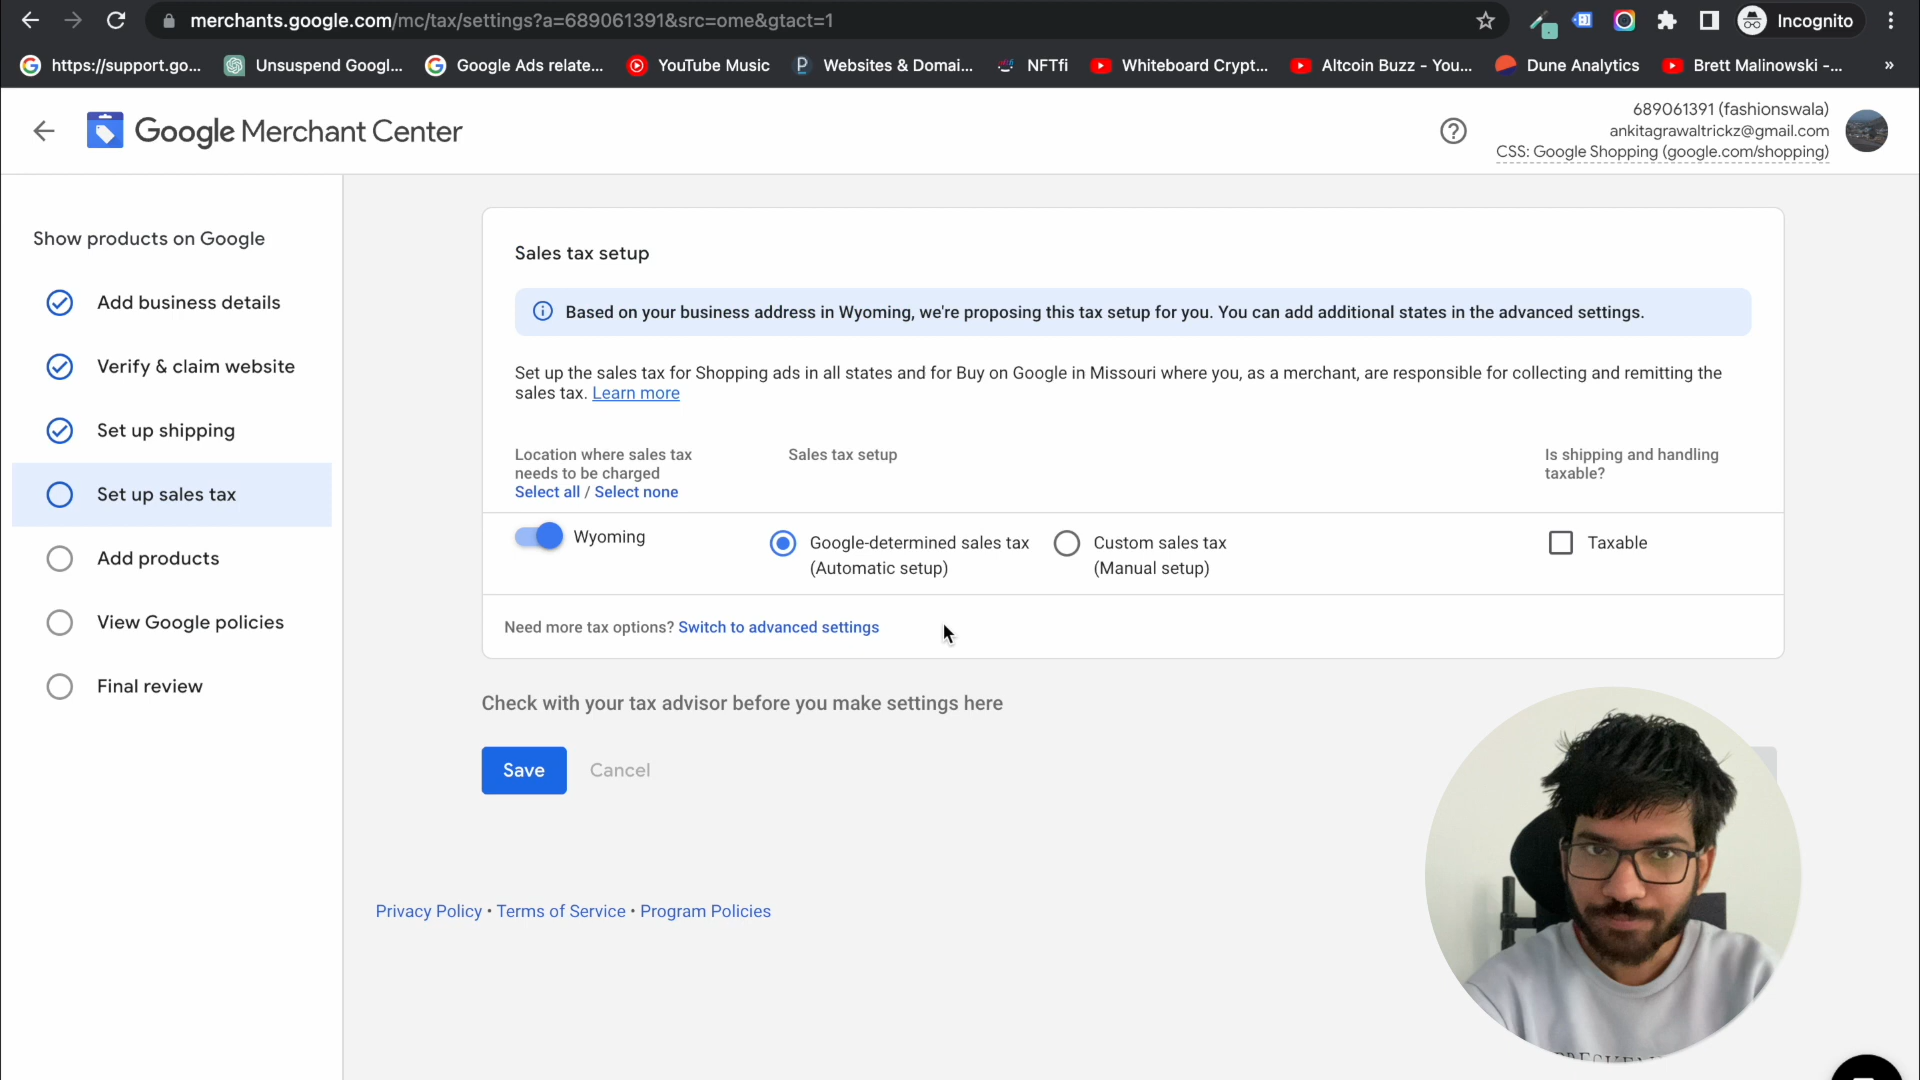 merchants.google.com/mc/tax/settings?a=689061391&src=ome&gtact=1
Incognito
https://support.go...
Unsuspend Googl...
Google Ads relate...
YouTube Music
Websites & Domai...
NFTfi
Whiteboard Crypt...
Altcoin Buzz - You...
Dune Analytics
Brett Malinowski -...
»
Google Merchant Center
689061391 (fashionswala)
ankitagrawaltrickz@gmail.com
CSS: Google Shopping (google.com/shopping)
Show products on Google
Add business details
Verify & claim website
Set up shipping
Set up sales tax
Add products
View Google policies
Final review
Sales tax setup
Based on your business address in Wyoming, we're proposing this tax setup for you. You can add additional states in the advanced settings.
Set up the sales tax for Shopping ads in all states and for Buy on Google in Missouri where you, as a merchant, are responsible for collecting and remitting the
sales tax. Learn more
Location where sales tax
needs to be charged
Select all / Select none
Sales tax setup
Is shipping and handling
taxable?
Wyoming
Google-determined sales tax
(Automatic setup)
Custom sales tax
(Manual setup)
Taxable
Need more tax options? Switch to advanced settings
Check with your tax advisor before you make settings here
Save
Cancel
Privacy Policy • Terms of Service • Program Policies